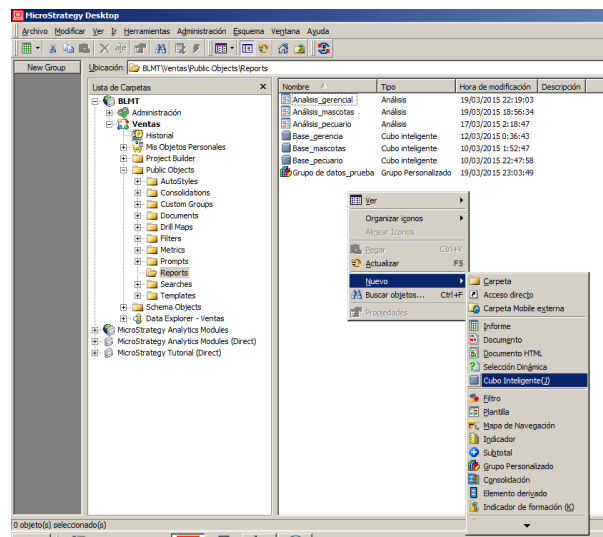 MicroStrategy Desktop
Archivo Modificar Ver Ir Herramientas Administración Esquema Ventana Ayuda
New Group
Ubicación: BLMT\Ventas\Public Objects\Reports
Lista de Carpetas
BLMT
Administración
Ventas
Historial
Mis Objetos Personales
Project Builder
Public Objects
AutoStyles
Consolidations
Custom Groups
Documents
Drill Maps
Filters
Metrics
Prompts
Reports
Searches
Templates
Schema Objects
Data Explorer - Ventas
MicroStrategy Analytics Modules
MicroStrategy Analytics Modules (Direct)
MicroStrategy Tutorial (Direct)
Nombre Tipo Hora de modificación Descripción
Analisis_gerencial Análisis 19/03/2015 22:19:03
Análisis_mascotas Análisis 19/03/2015 18:56:34
Análisis_pecuario Análisis 17/03/2015 2:18:47
Base_gerencia Cubo inteligente 12/03/2015 0:36:43
Base_mascotas Cubo inteligente 10/03/2015 1:52:47
Base_pecuario Cubo inteligente 10/03/2015 22:47:58
Grupo de datos_prueba Grupo Personalizado 19/03/2015 23:03:49
Ver
Organizar iconos
Alinear Iconos
Pegar Ctrl+V
Actualizar F5
Nuevo
Buscar objetos... Ctrl+F
Propiedades
Carpeta
Acceso directo
Carpeta Mobile externa
Informe
Documento
Documento HTML
Selección Dinámica
Cubo Inteligente(J)
Filtro
Plantilla
Mapa de Navegación
Indicador
Subtotal
Grupo Personalizado
Consolidación
Elemento derivado
Indicador de formación (K)
0 objeto(s) seleccionado(s)